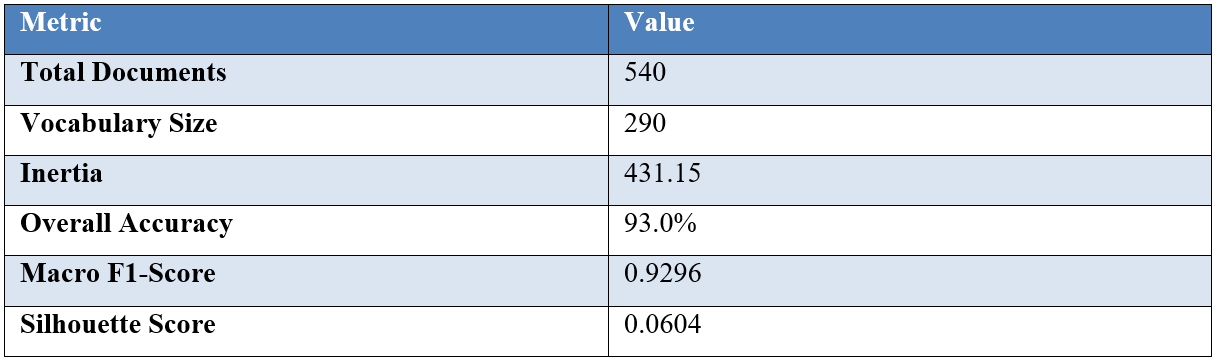 Metric Value
Total Documents 540
Vocabulary Size 290
Inertia 431.15
Overall Accuracy 93.0%
Macro F1-Score 0.9296
Silhouette Score 0.0604